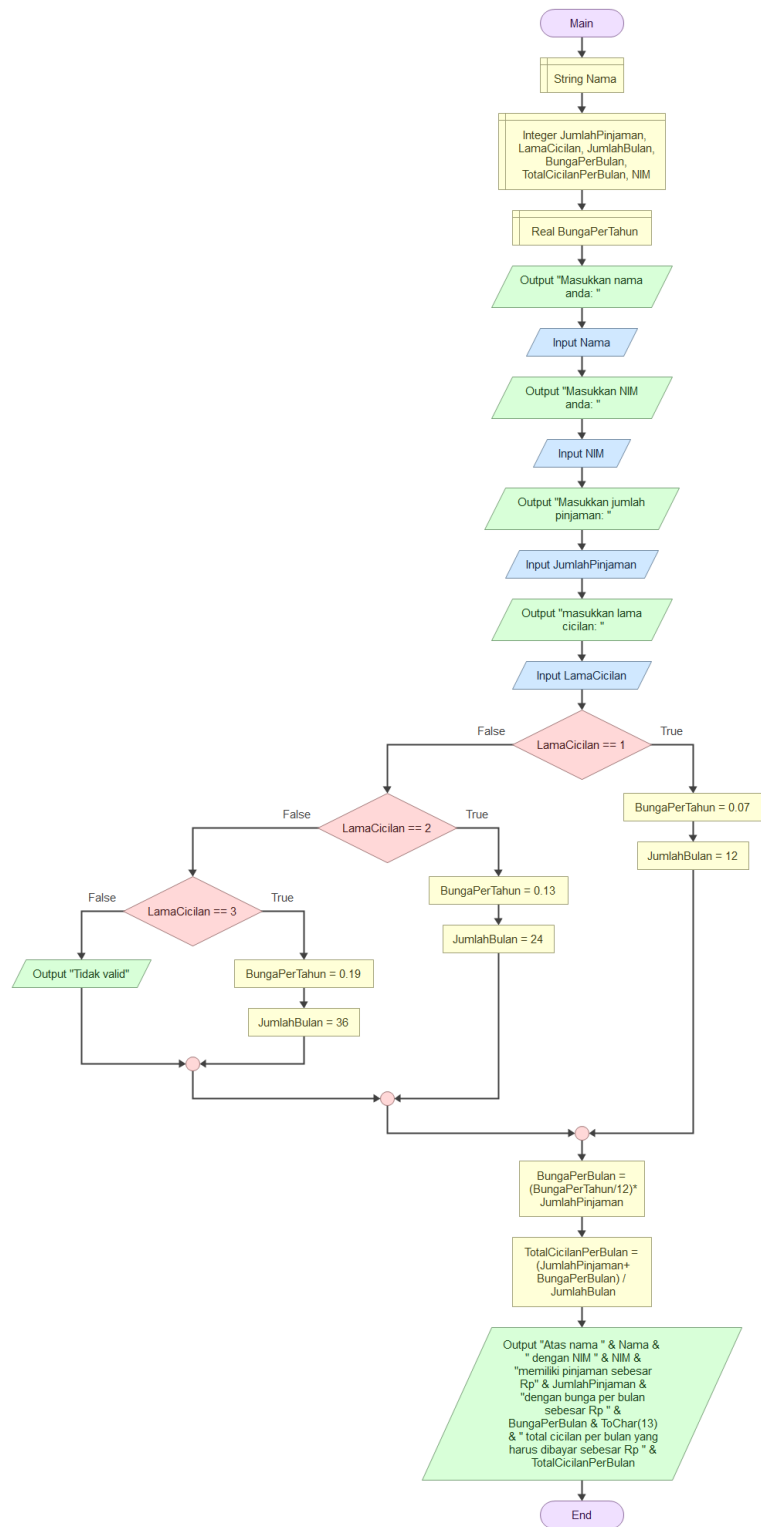 Main
String Nama
Integer JumlahPinjaman,
LamaCicilan, JumlahBulan,
BungaPerBulan,
TotalCicilanPerBulan, NIM
Real BungaPerTahun
Output "Masukkan nama
anda: "
Input Nama
Output "Masukkan NIM
anda: "
Input NIM
Output "Masukkan jumlah
pinjaman: "
Input JumlahPinjaman
Output "masukkan lama
cicilan: "
Input LamaCicilan
False
True
LamaCicilan == 1
BungaPerTahun = 0.07
JumlahBulan = 12
False
True
LamaCicilan == 2
BungaPerTahun = 0.13
JumlahBulan = 24
False
True
LamaCicilan == 3
Output "Tidak valid"
BungaPerTahun = 0.19
JumlahBulan = 36
BungaPerBulan =
(BungaPerTahun/12)*
JumlahPinjaman
TotalCicilanPerBulan =
(JumlahPinjaman+
BungaPerBulan) /
JumlahBulan
Output "Atas nama " & Nama &
" dengan NIM " & NIM &
"memiliki pinjaman sebesar
Rp" & JumlahPinjaman &
"dengan bunga per bulan
sebesar Rp " &
BungaPerBulan & ToChar(13)
& " total cicilan per bulan yang
harus dibayar sebesar Rp " &
TotalCicilanPerBulan
End